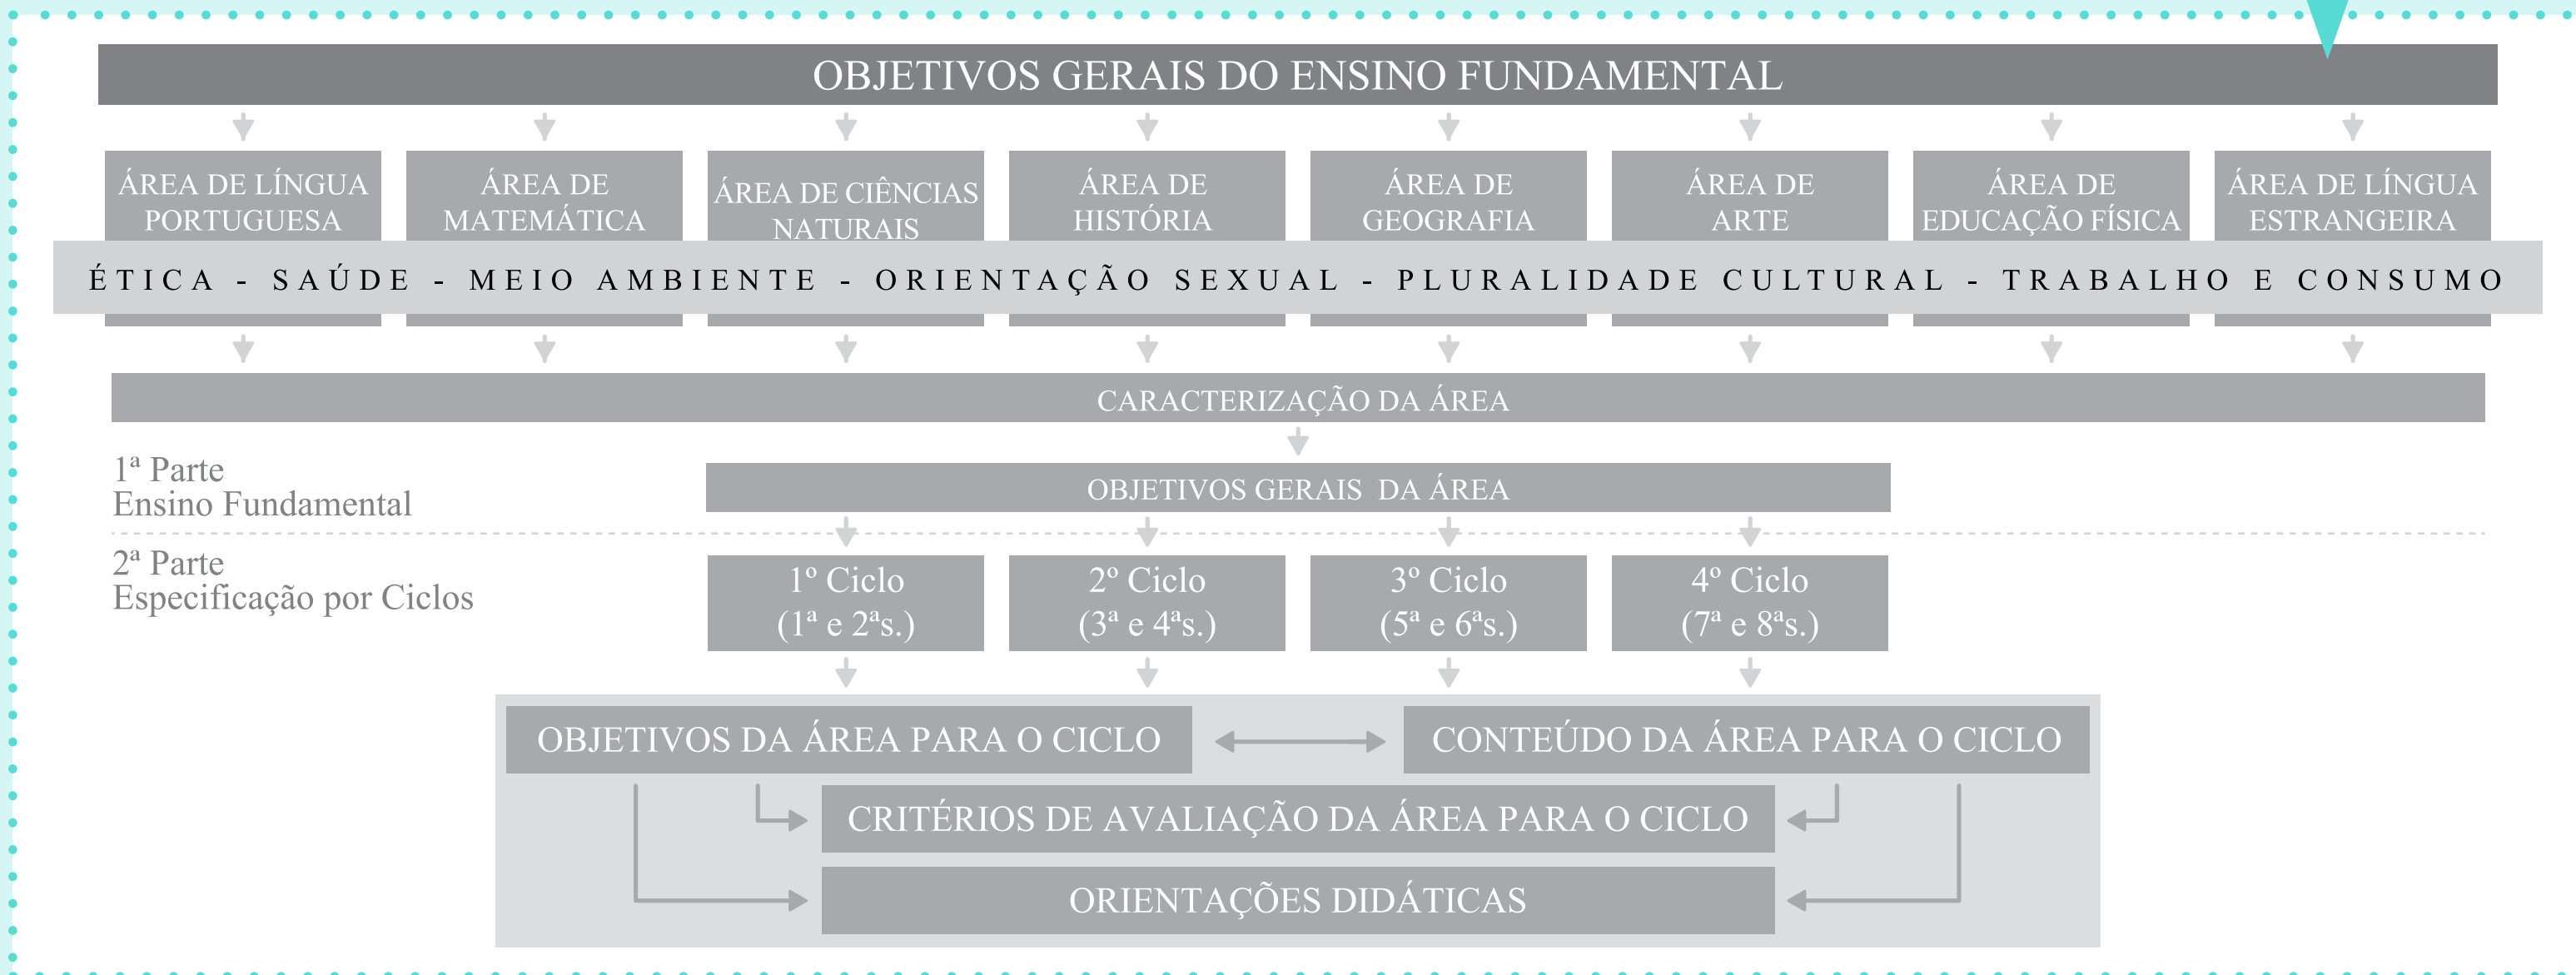 OBJETIVOS GERAIS DO ENSINO FUNDAMENTAL
ÁREA DE LÍNGUA
PORTUGUESA
ÁREA DE
MATEMÁTICA
ÁREA DE CIÊNCIAS
NATURAIS
ÁREA DE
HISTÓRIA
ÁREA DE
GEOGRAFIA
ÁREA DE
ARTE
ÁREA DE
EDUCAÇÃO FÍSICA
ÁREA DE LÍNGUA
ESTRANGEIRA
ÉTICA - SAÚDE - MEIO AMBIENTE - ORIENTAÇÃO SEXUAL - PLURALIDADE CULTURAL - TRABALHO E CONSUMO
CARACTERIZAÇÃO DA ÁREA
1ª Parte
Ensino Fundamental
OBJETIVOS GERAIS DA ÁREA
2ª Parte
Especificação por Ciclos
1º Ciclo
(1ª e 2ªs.)
2º Ciclo
(3ª e 4ªs.)
3º Ciclo
(5ª e 6ªs.)
4º Ciclo
(7ª e 8ªs.)
OBJETIVOS DA ÁREA PARA O CICLO
CONTEÚDO DA ÁREA PARA O CICLO
CRITÉRIOS DE AVALIAÇÃO DA ÁREA PARA O CICLO
ORIENTAÇÕES DIDÁTICAS